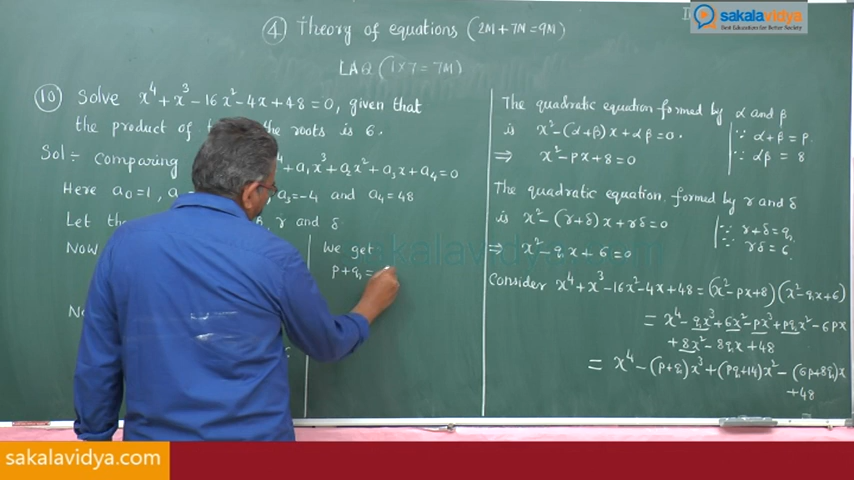 sakalavidya
Text Education for Better Society
④ Theory of equations (2M+7M=9M)
LAQ (1×7=7M)
⑩ Solve x⁴+x³-16x²-4x+48=0, given that
the product of the roots is 6.
Sol:- Comparing ⁴+a₁x³+a₂x²+a₃x+a₄=0
Here a₀=1, a₃=-4 and a₄=48
Let the γ and δ
Now
We get
p+q=
The quadratic equation formed by α and β
is x²-(α+β)x+αβ=0. ∵ α+β=p
⇒ x²-px+8=0 ∵ αβ=8
The quadratic equation formed by γ and δ
is x²-(γ+δ)x+γδ=0 ∵ γ+δ=q
⇒ x²-qx+6=0 ∵ γδ=6
Consider x⁴+x³-16x²-4x+48=(x²-px+8)(x²-qx+6)
=x⁴-qx³+6x²-px³+pqx²-6px
+8x²-8qx+48
=x⁴-(p+q)x³+(pq+14)x²-(6p+8q)x
+48
sakalavidya.com